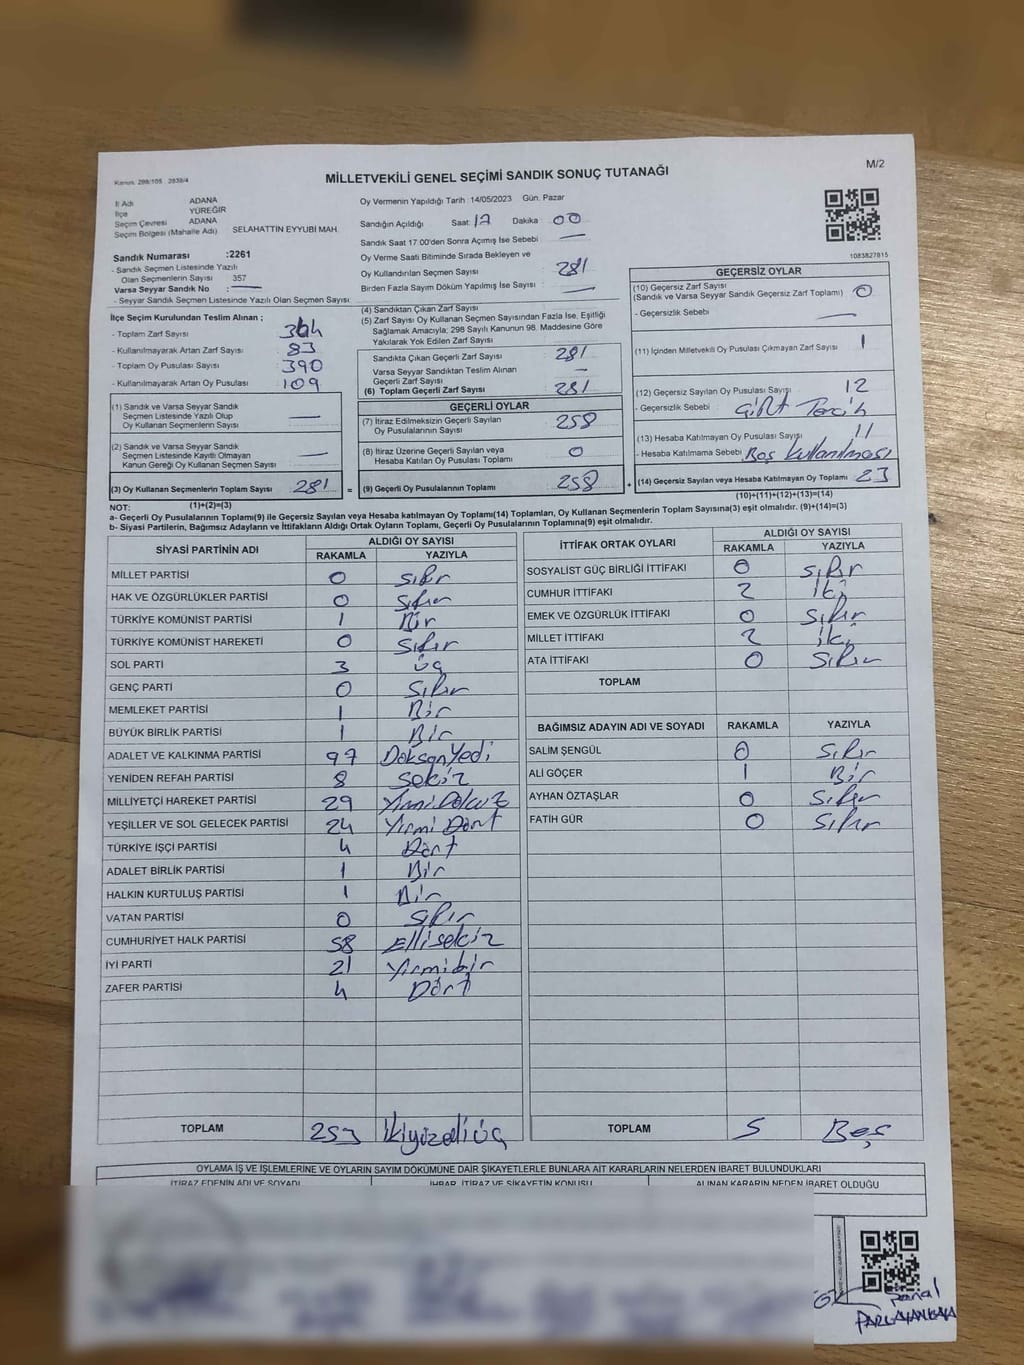 Kanun. 298/105 . 2839/4
MİLLETVEKİLİ GENEL SEÇİMİ SANDIK SONUÇ TUTANAĞI
M/2
İl Adı ADANA
İlçe YÜREĞİR
Seçim Çevresi ADANA
Seçim Bölgesi (Mahalle Adı) SELAHATTİN EYYUBİ MAH.
Sandık Numarası :2261
- Sandık Seçmen Listesinde Yazılı
Olan Seçmenlerin Sayısı 357
Varsa Seyyar Sandık No :
- Seyyar Sandık Seçmen Listesinde Yazılı Olan Seçmen Sayısı
Oy Vermenin Yapıldığı Tarih 14/05/2023 Gün. Pazar
Sandığın Açıldığı Saat: 17 Dakika : 00
Sandık Saat 17.00'den Sonra Açımış İse Sebebi : —
Oy Verme Saati Bitiminde Sırada Bekleyen ve
Oy Kullandırılan Seçmen Sayısı : 281
Birden Fazla Sayım Döküm Yapılmış İse Sayısı : —
1083827815
İlçe Seçim Kurulundan Teslim Alınan ;
- Toplam Zarf Sayısı : 364
- Kullanılmayarak Artan Zarf Sayısı : 83
- Toplam Oy Pusulası Sayısı : 390
- Kullanılmayarak Artan Oy Pusulası : 109
(1) Sandık ve Varsa Seyyar Sandık
Seçmen Listesinde Yazılı Olup
Oy Kullanan Seçmenlerin Sayısı : —
(2) Sandık ve Varsa Seyyar Sandık
Seçmen Listesinde Kayıtlı Olmayan
Kanun Gereği Oy Kullanan Seçmen Sayısı : —
(3) Oy Kullanan Seçmenlerin Toplam Sayısı : 281 =
(1)+(2)=(3)
(4) Sandıktan Çıkan Zarf Sayısı
(5) Zarf Sayısı Oy Kullanan Seçmen Sayısından Fazla İse, Eşitliği
Sağlamak Amacıyla; 298 Sayılı Kanunun 98. Maddesine Göre
Yakılarak Yok Edilen Zarf Sayısı :
Sandıkta Çıkan Geçerli Zarf Sayısı : 281
Varsa Seyyar Sandıktan Teslim Alınan
Geçerli Zarf Sayısı : —
(6) Toplam Geçerli Zarf Sayısı : 281
GEÇERLİ OYLAR
(7) İtiraz Edilmeksizin Geçerli Sayılan
Oy Pusulalarının Sayısı : 258
(8) İtiraz Üzerine Geçerli Sayılan veya
Hesaba Katılan Oy Pusulası Toplamı : 0
(9) Geçerli Oy Pusulalarının Toplamı : 258 +
GEÇERSİZ OYLAR
(10) Geçersiz Zarf Sayısı : 0
(Sandık ve Varsa Seyyar Sandık Geçersiz Zarf Toplamı)
- Geçersizlik Sebebi : —
(11) İçinden Milletvekili Oy Pusulası Çıkmayan Zarf Sayısı : 1
(12) Geçersiz Sayılan Oy Pusulası Sayısı : 12
- Geçersizlik Sebebi : Çift Tercih
(13) Hesaba Katılmayan Oy Pusulası Sayısı : 11
- Hesaba Katılmama Sebebi : Boş kullanılması
(14) Geçersiz Sayılan veya Hesaba Katılmayan Oy Toplamı : 23
(10)+(11)+(12)+(13)=(14)
NOT:
a- Geçerli Oy Pusulasının Toplamı(9) ile Geçersiz Sayılan veya Hesaba katılmayan Oy Toplamı(14) Toplamları, Oy Kullanan Seçmenlerin Toplam Sayısına(3) eşit olmalıdır. (9)+(14)=(3)
b- Siyasi Partilerin, Bağımsız Adayların ve İttifakların Aldığı Ortak Oyların Toplamı, Geçerli Oy Pusulalarının Toplamına(9) eşit olmalıdır.
SİYASİ PARTİNİN ADI
ALDIĞI OY SAYISI
RAKAMLA YAZIYLA
MİLLET PARTİSİ 0 Sıfır
HAK VE ÖZGÜRLÜKLER PARTİSİ 0 Sıfır
TÜRKİYE KOMÜNİST PARTİSİ 1 Bir
TÜRKİYE KOMÜNİST HAREKETİ 0 Sıfır
SOL PARTİ 3 üç
GENÇ PARTİ 0 Sıfır
MEMLEKET PARTİSİ 1 Bir
BÜYÜK BİRLİK PARTİSİ 1 Bir
ADALET VE KALKINMA PARTİSİ 97 DoksanYedi
YENİDEN REFAH PARTİSİ 8 Sekiz
MİLLİYETÇİ HAREKET PARTİSİ 29 YirmiDokuz
YEŞİLLER VE SOL GELECEK PARTİSİ 24 Yirmi Dört
TÜRKİYE İŞÇİ PARTİSİ 4 Dört
ADALET BİRLİK PARTİSİ 1 Bir
HALKIN KURTULUŞ PARTİSİ 1 Bir
VATAN PARTİSİ 0 Sıfır
CUMHURİYET HALK PARTİSİ 58 Ellisekiz
İYİ PARTİ 21 Yirmibir
ZAFER PARTİSİ 4 Dört
TOPLAM 253 ikiyüzelliüç
İTTİFAK ORTAK OYLARI
ALDIĞI OY SAYISI
RAKAMLA YAZIYLA
SOSYALİST GÜÇ BİRLİĞİ İTTİFAKI 0 Sıfır
CUMHUR İTTİFAKI 2 İki
EMEK VE ÖZGÜRLÜK İTTİFAKI 0 Sıfır
MİLLET İTTİFAKI 2 iki
ATA İTTİFAKI 0 Sıfır
TOPLAM
BAĞIMSIZ ADAYIN ADI VE SOYADI RAKAMLA YAZIYLA
SALİM ŞENGÜL 0 Sıfır
ALİ GÖÇER 1 Bir
AYHAN ÖZTAŞLAR 0 Sıfır
FATİH GÜR 0 Sıfır
TOPLAM 5 Beş
OYLAMA İŞ VE İŞLEMLERİNE VE OYLARIN SAYIM DÖKÜMÜNE DAİR ŞİKAYETLERLE BUNLARA AİT KARARLARIN NELERDEN İBARET BULUNDUKLARI
İTİRAZ EDENİN ADI VE SOYADI İHBAR, İTİRAZ VE ŞİKAYETİN KONUSU ALINAN KARARIN NEDEN İBARET OLDUĞU